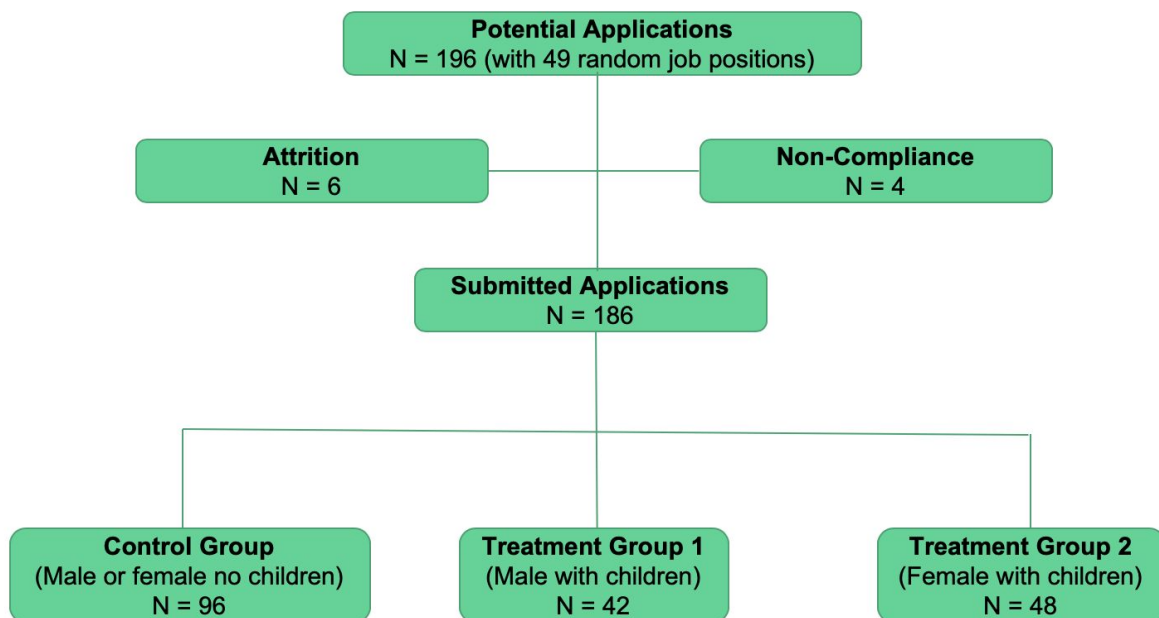 Potential Applications
N = 196 (with 49 random job positions)
Attrition
N = 6
Non-Compliance
N = 4
Submitted Applications
N = 186
Control Group
(Male or female no children)
N = 96
Treatment Group 1
(Male with children)
N = 42
Treatment Group 2
(Female with children)
N = 48